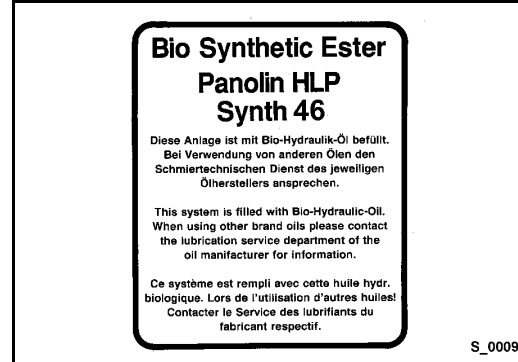 Bio Synthetic Ester
Panolin HLP
Synth 46
Diese Anlage ist mit Bio-Hydraulik-Öl befüllt.
Bei Verwendung von anderen Ölen den
Schmiertechnischen Dienst des jeweiligen
Ölherstellers ansprechen.
This system is filled with Bio-Hydraulic-Oil.
When using other brand oils please contact
the lubrication service department of the
oil manifacturer for information.
Ce système est rempli avec cette huile hydr.
biologique. Lors de l'utilisation d'autres huiles!
Contacter le Service des lubrifiants du
fabricant respectif.
S_0009